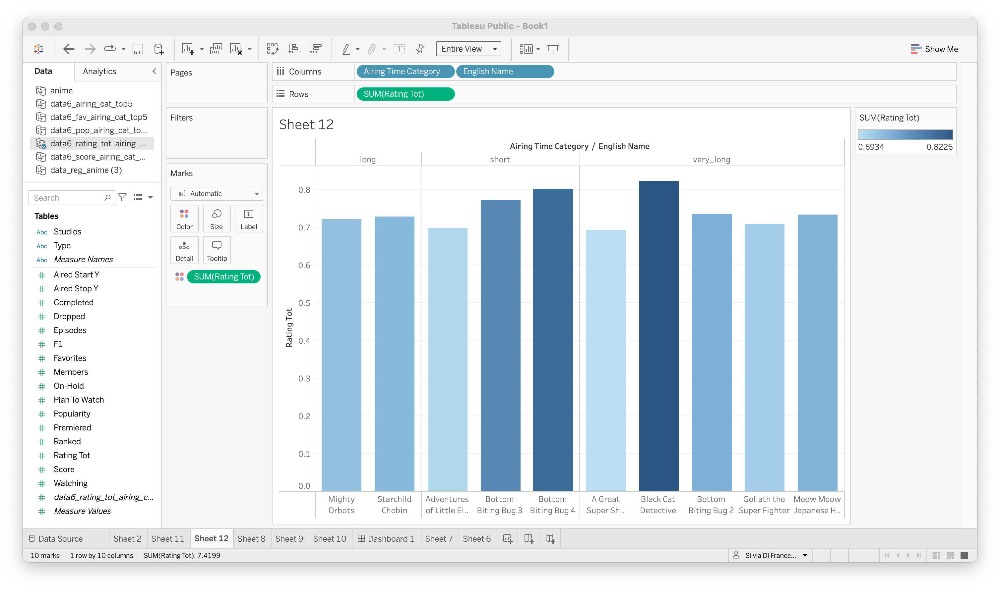 Tableau Public - Book1
Entire View
Show Me
Data
Analytics
anime
data6_airing_cat_top5
data6_fav_airing_cat_top5
data6_pop_airing_cat_to...
data6_rating_tot_airing_...
data6_score_airing_cat_...
data_reg_anime (3)
Search
Tables
Abc Studios
Abc Type
Abc Measure Names
Aired Start Y
Aired Stop Y
Completed
Dropped
Episodes
F1
Favorites
Members
On-Hold
Plan To Watch
Popularity
Premiered
Ranked
Rating Tot
Score
Watching
data6_rating_tot_airing_c...
Measure Values
Pages
Filters
Marks
Automatic
Color Size Label
Detail Tooltip
SUM(Rating Tot)
Columns Airing Time Category English Name
Rows SUM(Rating Tot)
Sheet 12
Airing Time Category / English Name
long short very_long
Rating Tot
0.8
0.7
0.6
0.5
0.4
0.3
0.2
0.1
0.0
Mighty Orbots
Starchild Chobin
Adventures of Little El..
Bottom Biting Bug 3
Bottom Biting Bug 4
A Great Super Sh..
Black Cat Detective
Bottom Biting Bug 2
Goliath the Super Fighter
Meow Meow Japanese H..
SUM(Rating Tot)
0.6934 0.8226
Data Source Sheet 2 Sheet 11 Sheet 12 Sheet 8 Sheet 9 Sheet 10 Dashboard 1 Sheet 7 Sheet 6
10 marks 1 row by 10 columns SUM(Rating Tot): 7.4199
Silvia Di France...